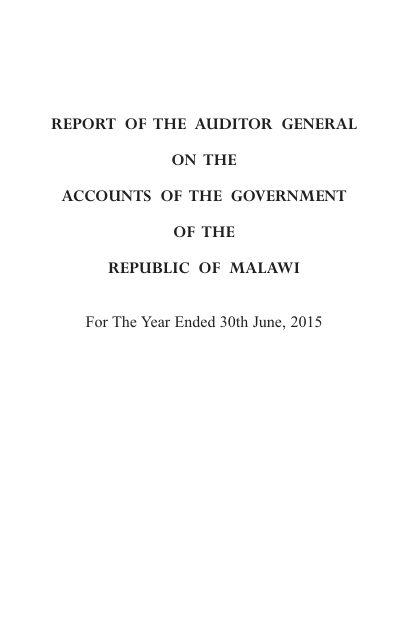 REPORT OF THE AUDITOR GENERAL
ON THE
ACCOUNTS OF THE GOVERNMENT
OF THE
REPUBLIC OF MALAWI
For The Year Ended 30th June, 2015